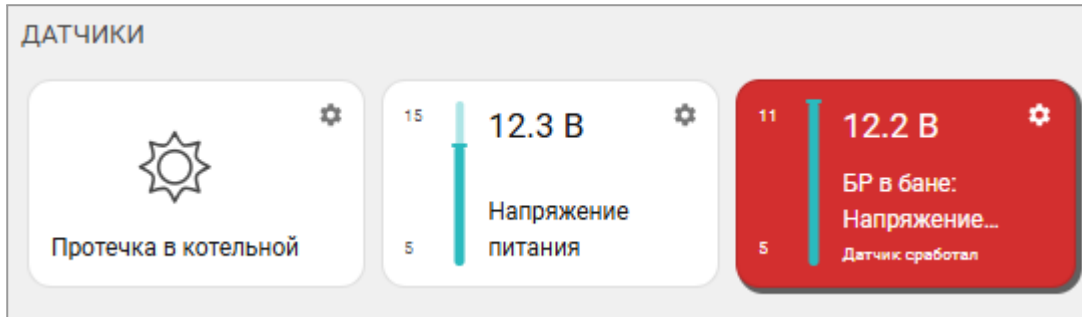 ДАТЧИКИ
Протечка в котельной
15
12.3 В
Напряжение
питания
5
11
12.2 В
БР в бане:
Напряжение...
5
Датчик сработал